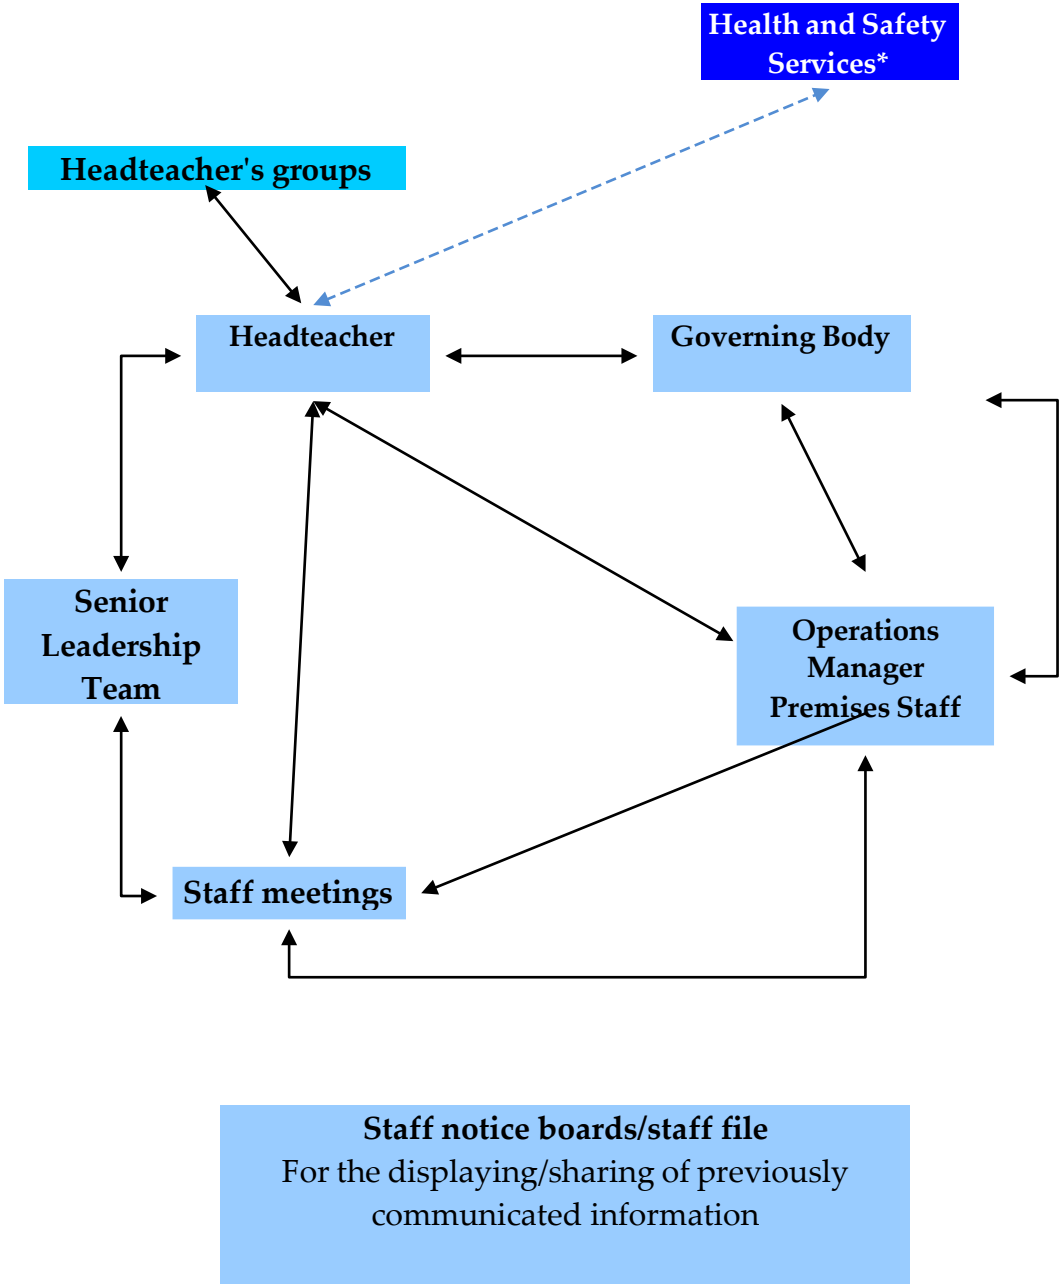 Health and Safety
Services*
Headteacher's groups
Headteacher
Governing Body
Senior
Leadership
Team
Operations
Manager
Premises Staff
Staff meetings
Staff notice boards/staff file
For the displaying/sharing of previously
communicated information